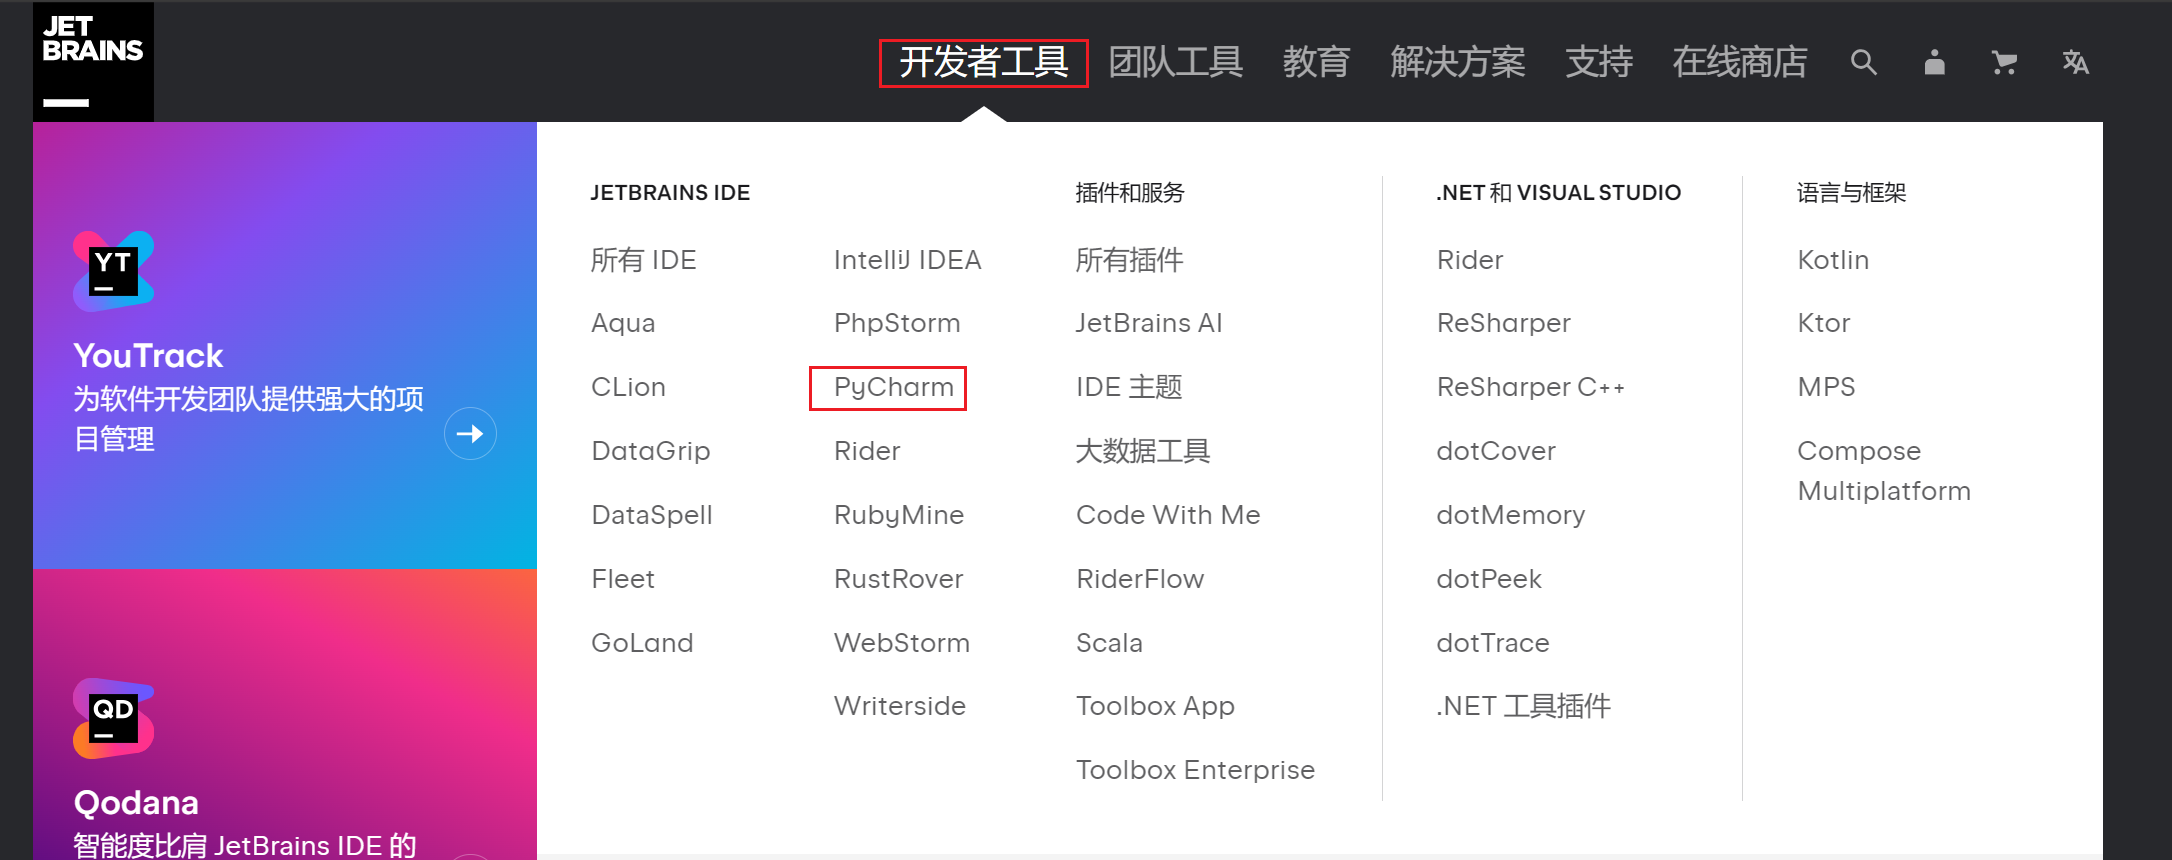 JET
BRAINS
开发者工具
团队工具
教育
解决方案
支持
在线商店
YT
YouTrack
为软件开发团队提供强大的项
目管理
QD
Qodana
智能度比肩 JetBrains IDE 的
JETBRAINS IDE
所有 IDE
Aqua
CLion
DataGrip
DataSpell
Fleet
GoLand
IntelliJ IDEA
PhpStorm
PyCharm
Rider
RubyMine
RustRover
WebStorm
Writerside
插件和服务
所有插件
JetBrains AI
IDE 主题
大数据工具
Code With Me
RiderFlow
Scala
Toolbox App
Toolbox Enterprise
.NET 和 VISUAL STUDIO
Rider
ReSharper
ReSharper C++
dotCover
dotMemory
dotPeek
dotTrace
.NET 工具插件
语言与框架
Kotlin
Ktor
MPS
Compose
Multiplatform